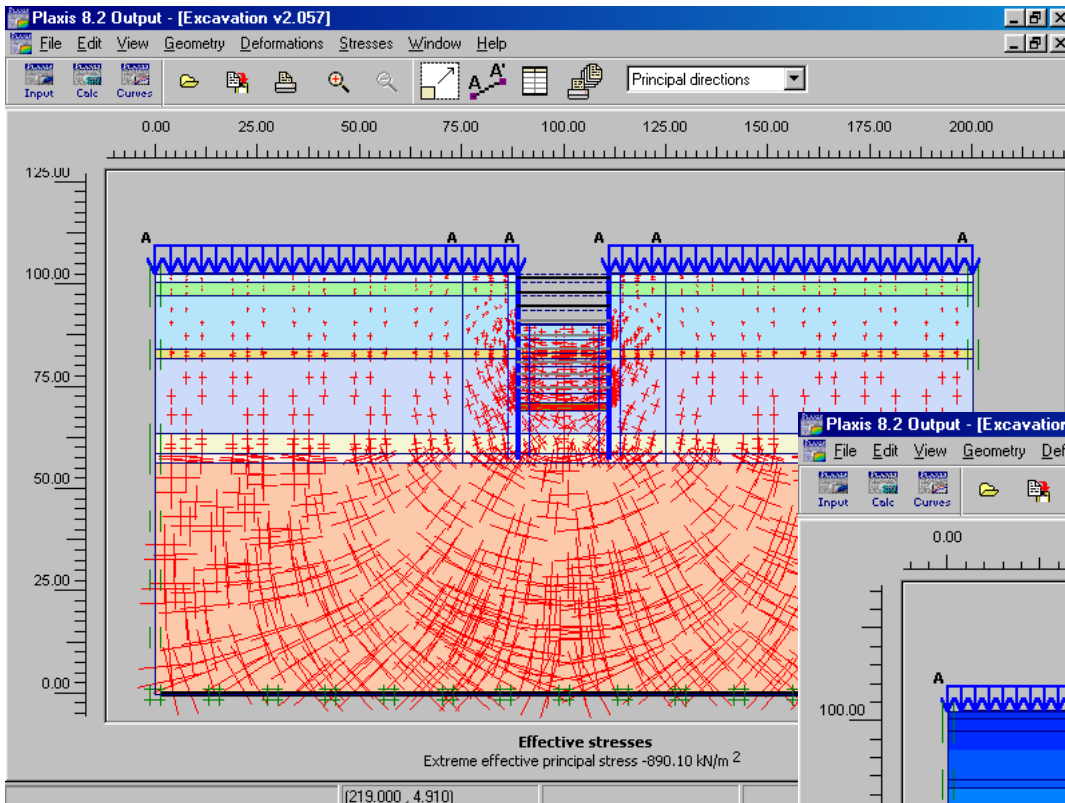 Plaxis 8.2 Output - [Excavation v2.057]
File Edit View Geometry Deformations Stresses Window Help
Input Calc Curves A A* Principal directions
0.00 25.00 50.00 75.00 100.00 125.00 150.00 175.00 200.00
125.00
A A A A A A
100.00
75.00
50.00
25.00
0.00
Effective stresses
Extreme effective principal stress -890.10 kN/m 2
(219.000 , 4.910)
Plaxis 8.2 Output - [Excavation
File Edit View Geometry Def
Input Calc Curves
0.00
A
100.00